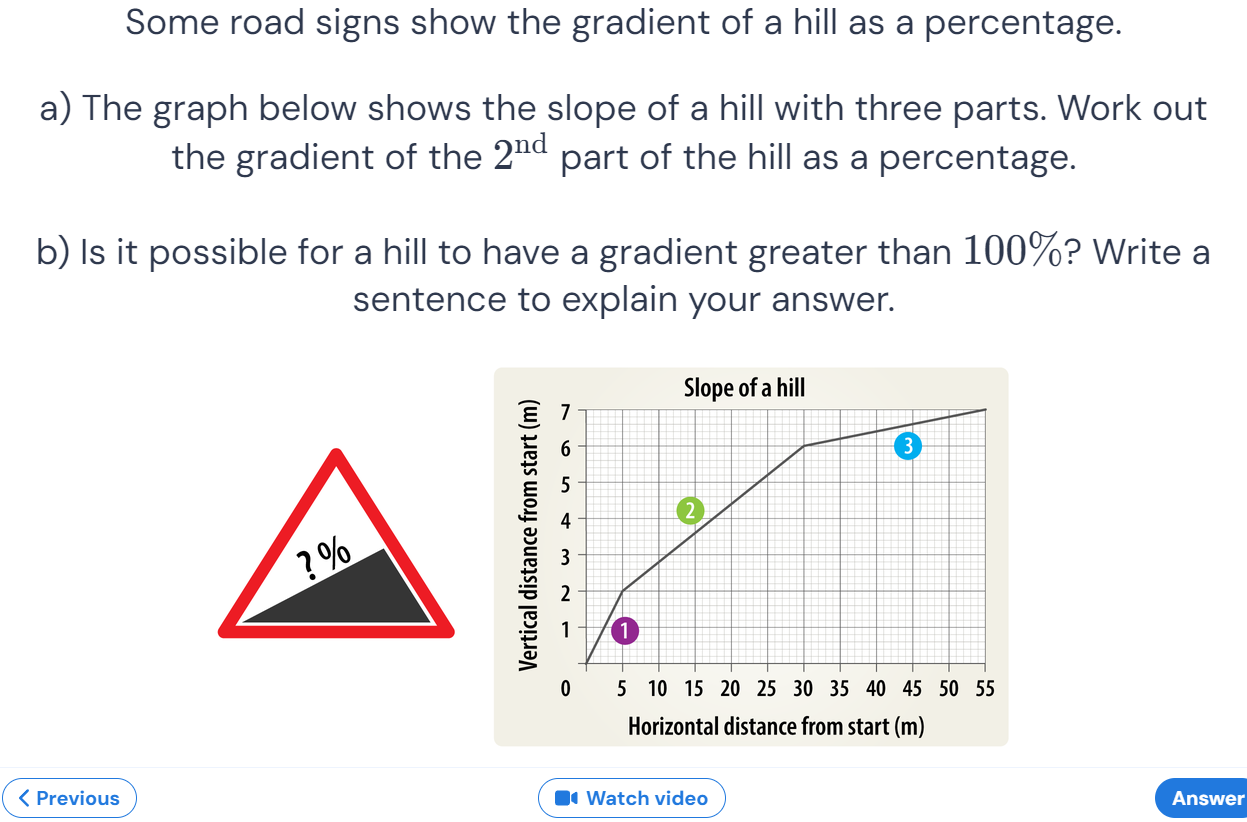 Some road signs show the gradient of a hill as a percentage.
a) The graph below shows the slope of a hill with three parts. Work out
the gradient of the 2nd part of the hill as a percentage.
b) Is it possible for a hill to have a gradient greater than 100%? Write a
sentence to explain your answer.
? %
Slope of a hill
Vertical distance from start (m)
7
6
5
4
3
2
1
0 5 10 15 20 25 30 35 40 45 50 55
1
2
3
Horizontal distance from start (m)
Previous
Watch video
Answer